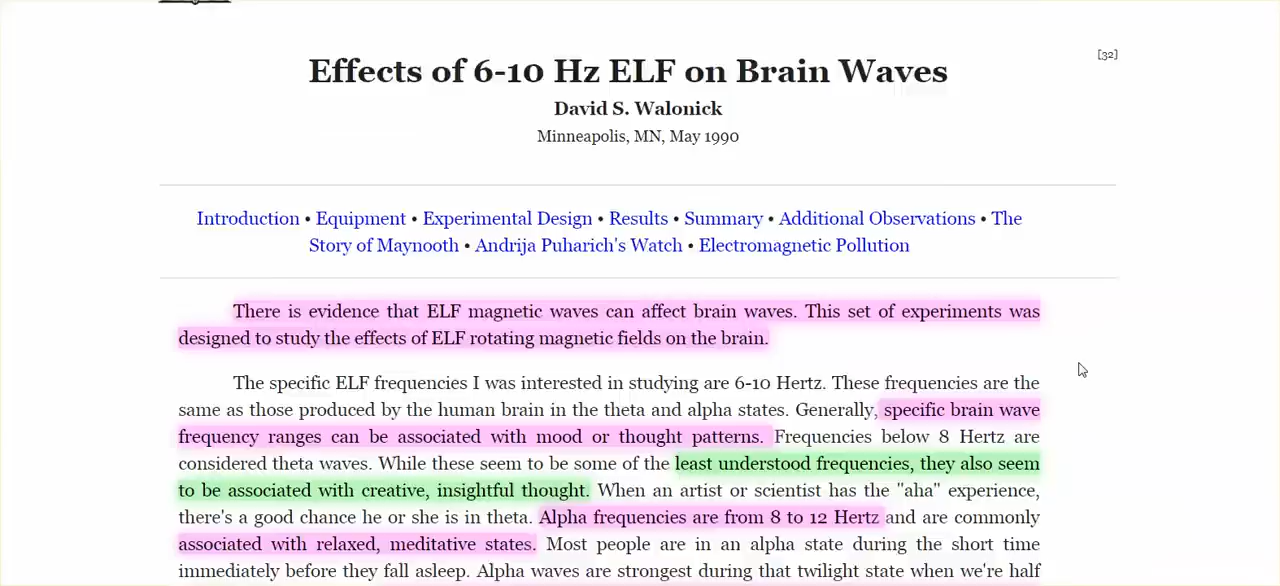 [32]
Effects of 6-10 Hz ELF on Brain Waves
David S. Walonick
Minneapolis, MN, May 1990
Introduction • Equipment • Experimental Design • Results • Summary • Additional Observations • The
Story of Maynooth • Andrija Puharich's Watch • Electromagnetic Pollution
There is evidence that ELF magnetic waves can affect brain waves. This set of experiments was
designed to study the effects of ELF rotating magnetic fields on the brain.
The specific ELF frequencies I was interested in studying are 6-10 Hertz. These frequencies are the
same as those produced by the human brain in the theta and alpha states. Generally, specific brain wave
frequency ranges can be associated with mood or thought patterns. Frequencies below 8 Hertz are
considered theta waves. While these seem to be some of the least understood frequencies, they also seem
to be associated with creative, insightful thought. When an artist or scientist has the "aha" experience,
there's a good chance he or she is in theta. Alpha frequencies are from 8 to 12 Hertz and are commonly
associated with relaxed, meditative states. Most people are in an alpha state during the short time
immediately before they fall asleep. Alpha waves are strongest during that twilight state when we're half